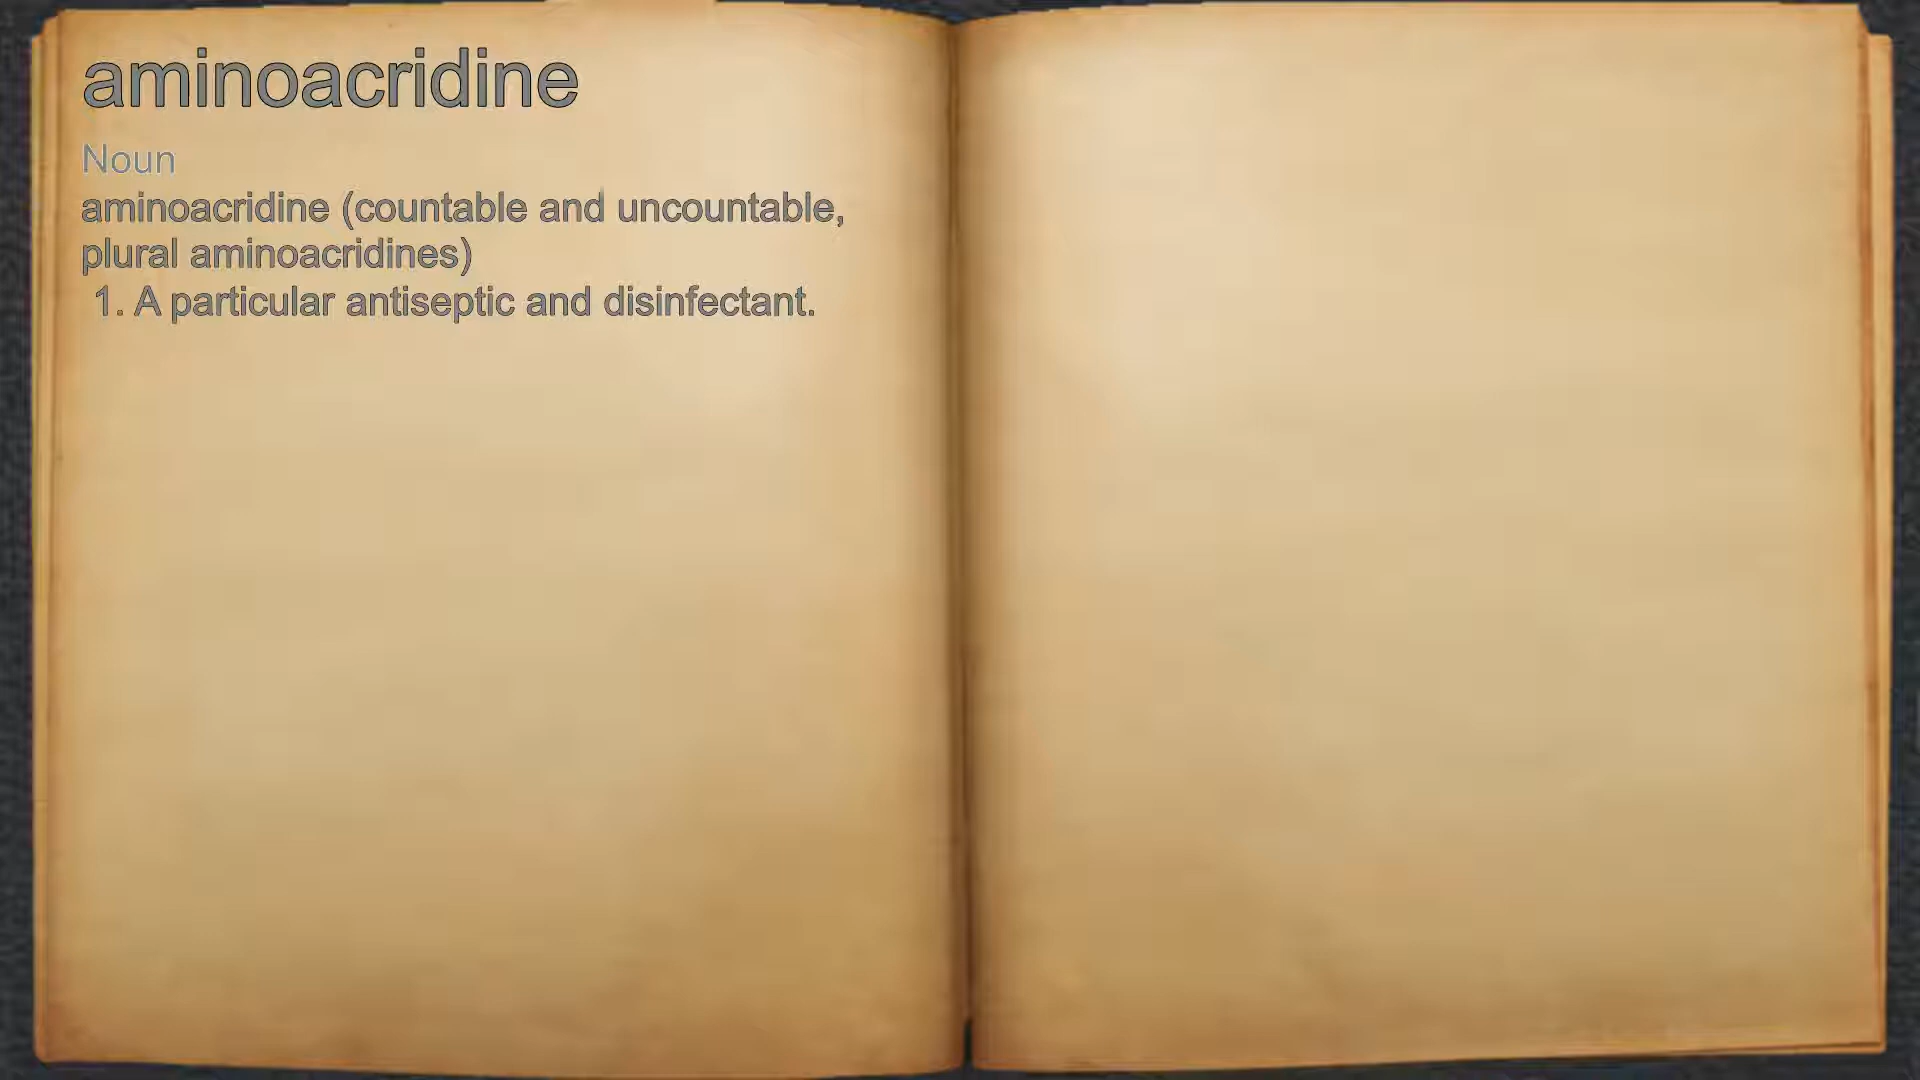 aminoacridine
Noun
aminoacridine (countable and uncountable,
plural aminoacridines)
1. A particular antiseptic and disinfectant.